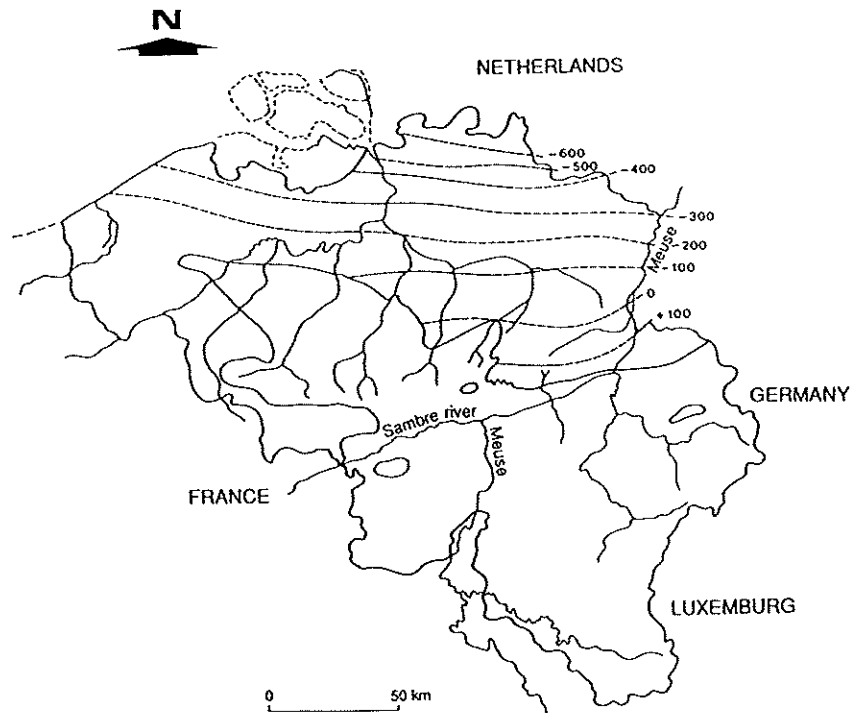 N
NETHERLANDS
-600
-500
-400
-300
-200
Meuse
-100
0
+100
GERMANY
Sambre river
Meuse
FRANCE
LUXEMBURG
0 50 km